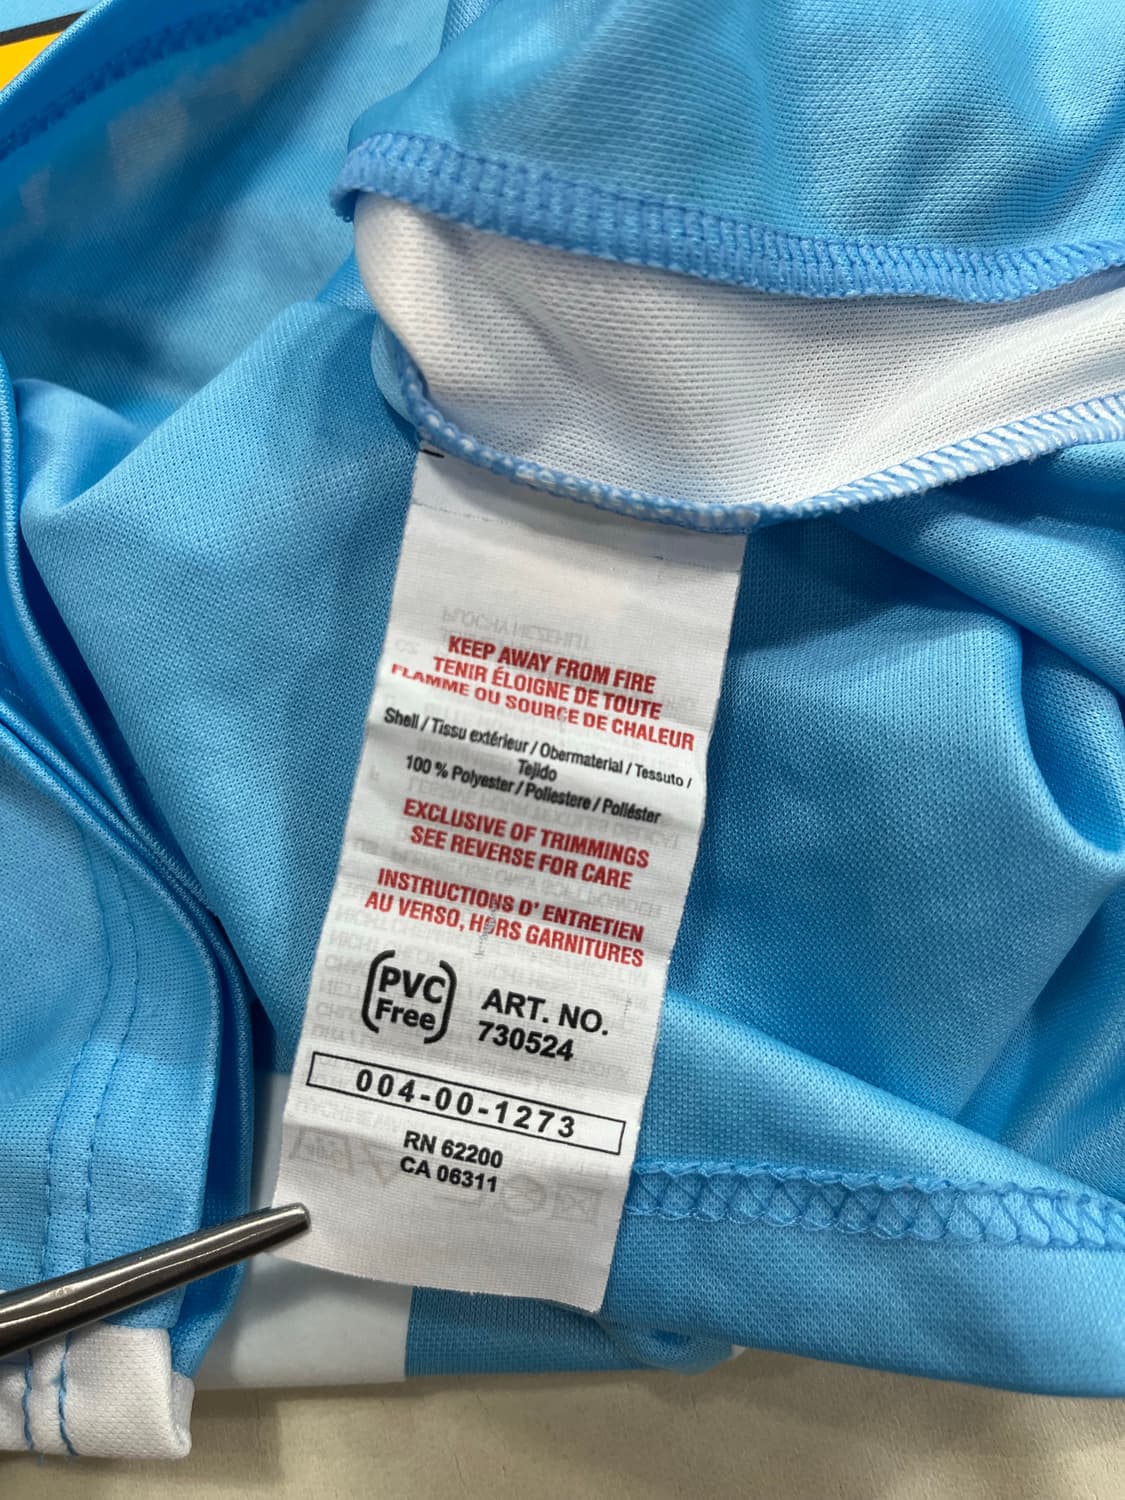 KEEP AWAY FROM FIRE
TENIR ÉLOIGNE DE TOUTE
FLAMME OU SOURCE DE CHALEUR
Shell / Tissu extérieur / Obermaterial / Tessuto /
Tejido
100 % Polyester / Poliestere / Poliéster
EXCLUSIVE OF TRIMMINGS
SEE REVERSE FOR CARE
INSTRUCTIONS D' ENTRETIEN
AU VERSO, HORS GARNITURES
PVC
Free
ART. NO.
730524
004-00-1273
RN 62200
CA 06311